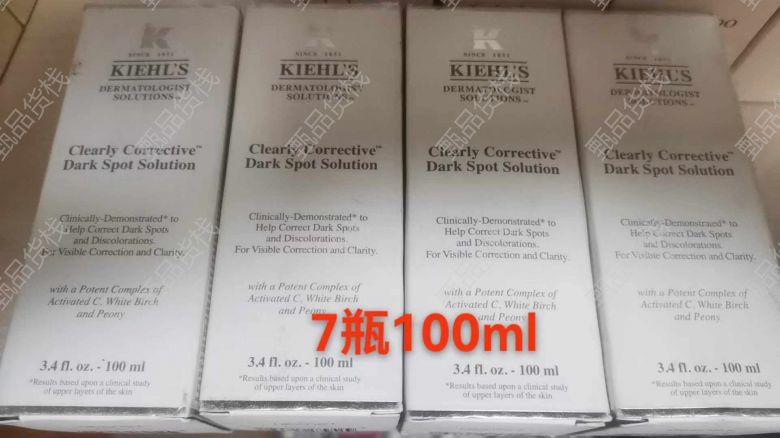 K
SINCE 1851
KIEHL'S
DERMATOLOGIST
SOLUTIONS™
Clearly Corrective™
Dark Spot Solution
Clinically-Demonstrated* to
Help Correct Dark Spots
and Discolorations.
For Visible Correction and Clarity.
with a Potent Complex of
Activated C, White Birch
and Peony
3.4 fl. oz. - 100 ml
*Results based upon a clinical study
of upper layers of the skin
K
SINCE 1851
KIEHL'S
DERMATOLOGIST
SOLUTIONS™
Clearly Corrective™
Dark Spot Solution
Clinically-Demonstrated* to
Help Correct Dark Spots
and Discolorations.
For Visible Correction and Clarity.
with a Potent Complex of
Activated C, White Birch
and Peony
3.4 fl. oz. - 100 ml
*Results based upon a clinical study
of upper layers of the skin
K
SINCE 1851
KIEHL'S
DERMATOLOGIST
SOLUTIONS™
Clearly Corrective™
Dark Spot Solution
Clinically-Demonstrated* to
Help Correct Dark Spots
and Discolorations.
For Visible Correction and Clarity.
with a Potent Complex of
Activated C, White Birch
and Peony
3.4 fl. oz. - 100 ml
*Results based upon a clinical study
of upper layers of the skin
SINCE 1851
KIEHL'S
DERMATOLOGIST
SOLUTIONS™
Clearly Corrective™
Dark Spot Solution
Clinically-Demonstrated* to
Help Correct Dark Spots
and Discolorations.
For Visible Correction and Clarity.
with a Potent Complex of
Activated C, White Birch
and Peony
3.4 fl. oz. - 100 ml
*Results based upon a clinical study
of upper layers of the skin
7瓶100ml
甄品货栈